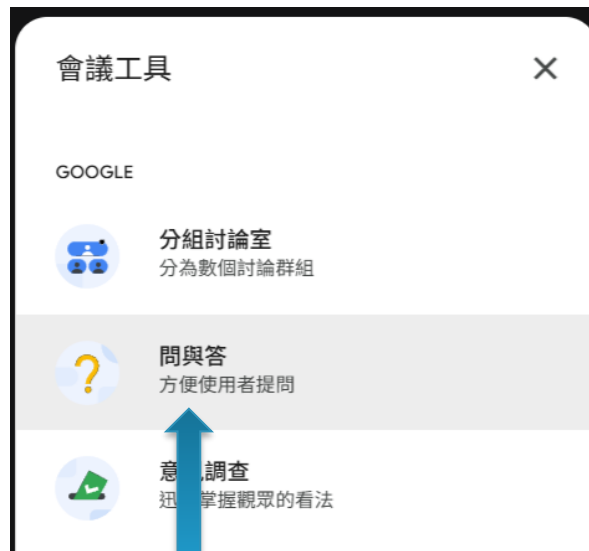 會議工具
GOOGLE
分組討論室
分為數個討論群組
問與答
方便使用者提問
意 調查
迅 掌握觀眾的看法